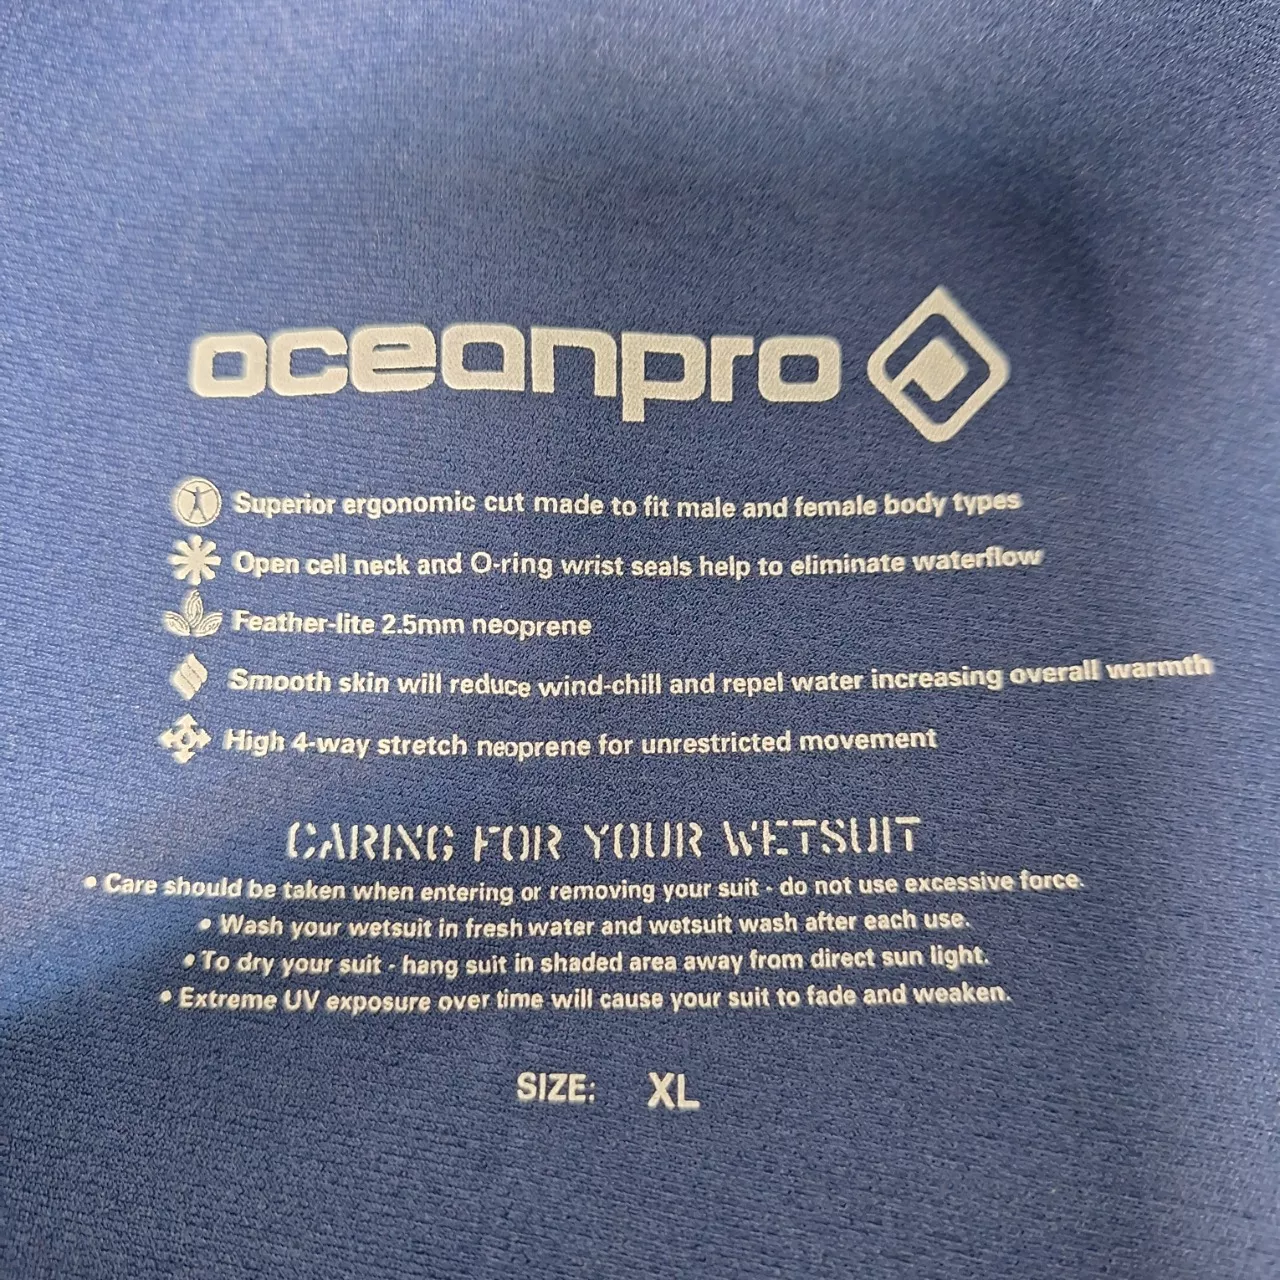 oceanpro
Superior ergonomic cut made to fit male and female body types
Open cell neck and O-ring wrist seals help to eliminate waterflow
Feather-lite 2.5mm neoprene
Smooth skin will reduce wind-chill and repel water increasing overall warmth
High 4-way stretch neoprene for unrestricted movement
CARING FOR YOUR WETSUIT
• Care should be taken when entering or removing your suit - do not use excessive force.
• Wash your wetsuit in fresh water and wetsuit wash after each use.
• To dry your suit - hang suit in shaded area away from direct sun light.
• Extreme UV exposure over time will cause your suit to fade and weaken.
SIZE: XL